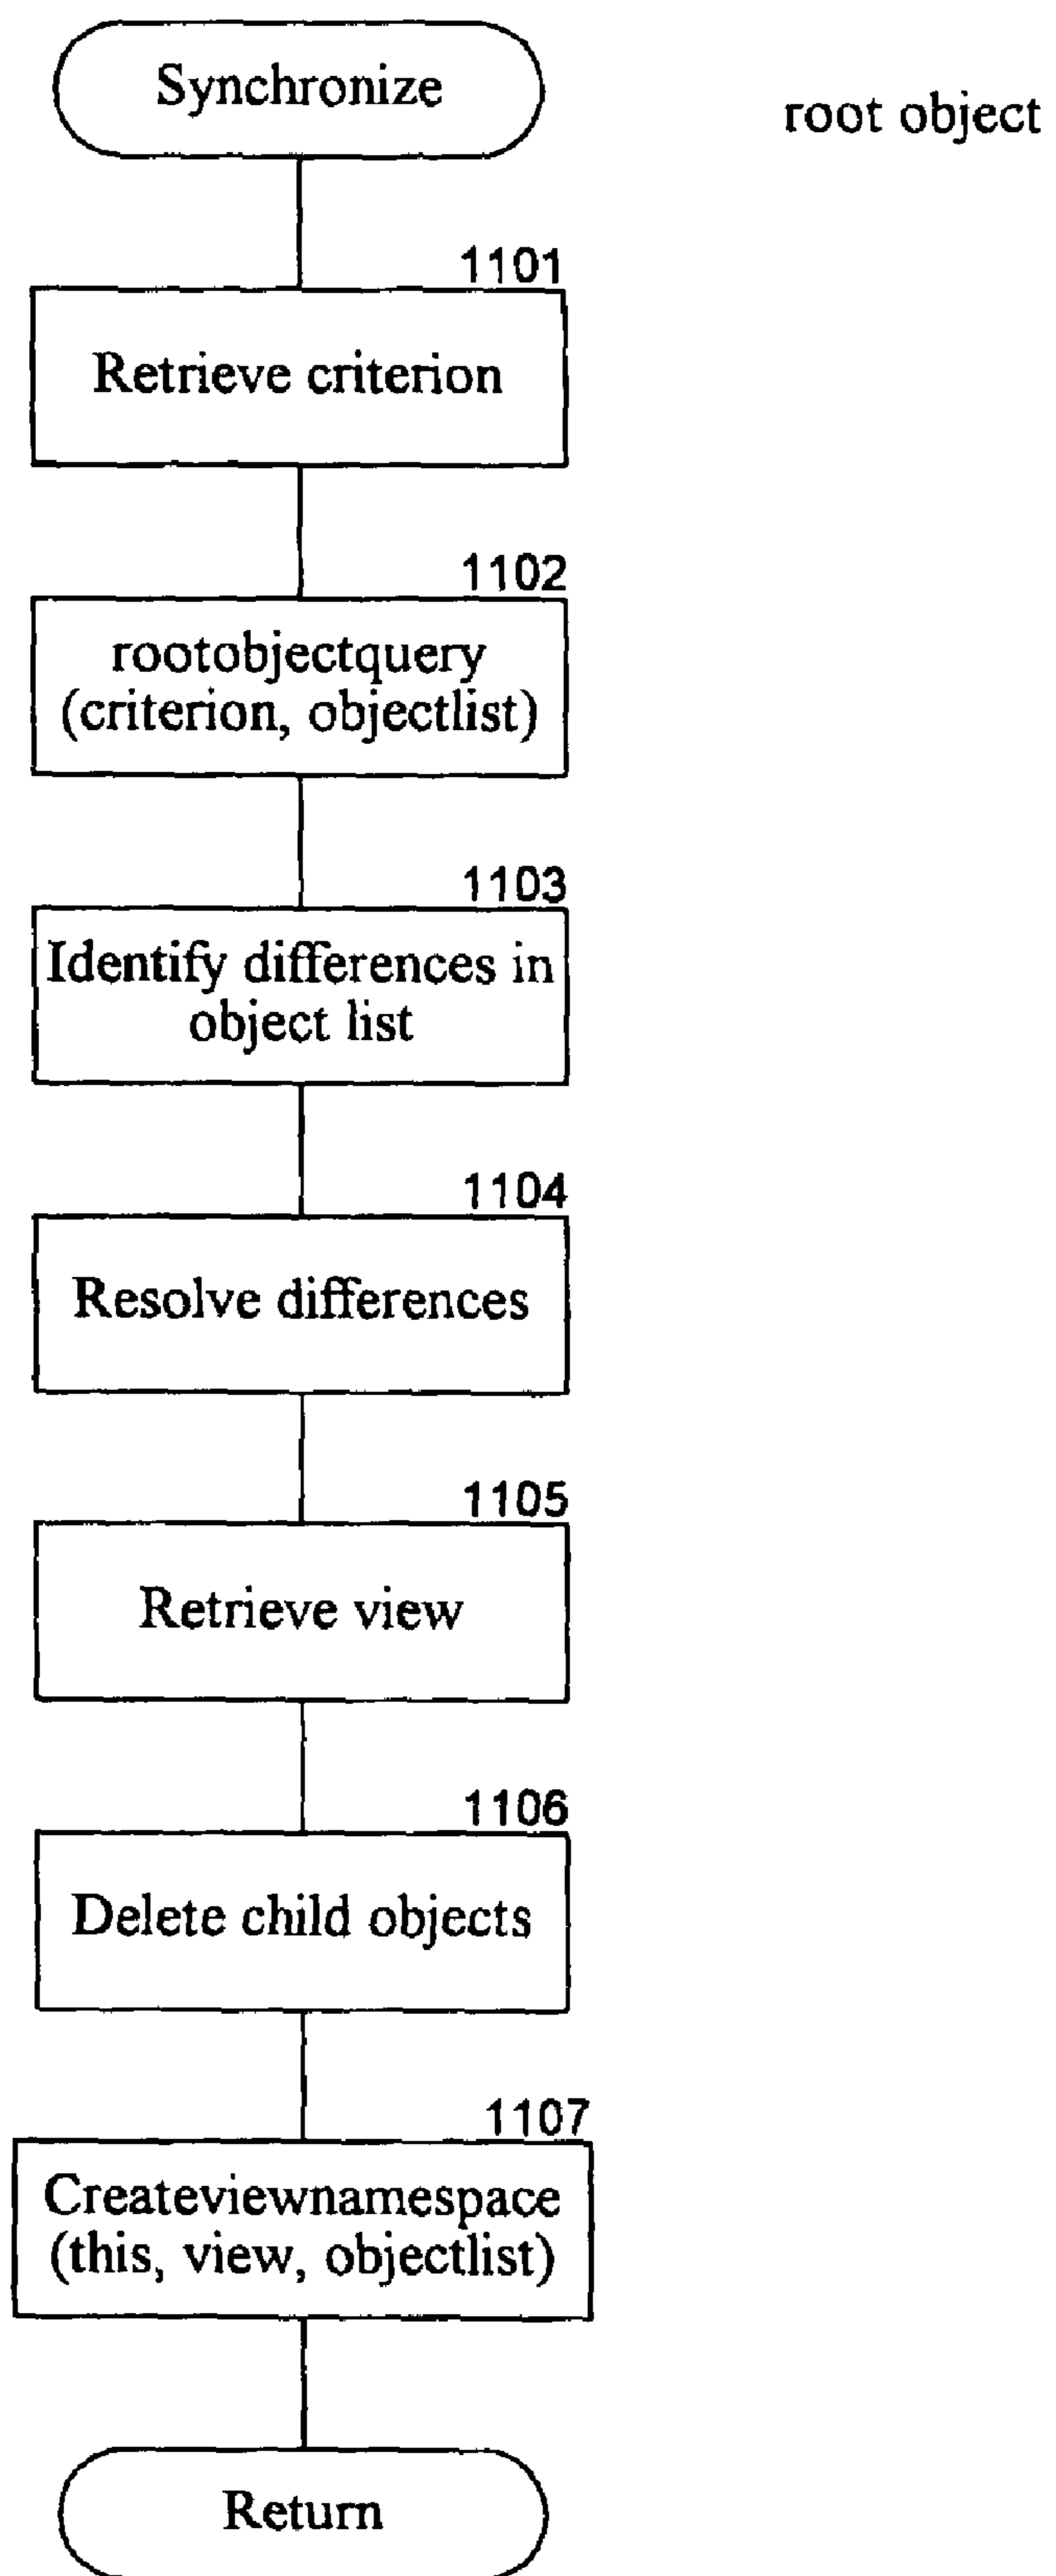 Synchronize
root object
1101
Retrieve criterion
1102
rootobjectquery
(criterion, objectlist)
1103
Identify differences in
object list
1104
Resolve differences
1105
Retrieve view
1106
Delete child objects
1107
Createviewnamespace
(this, view, objectlist)
Return